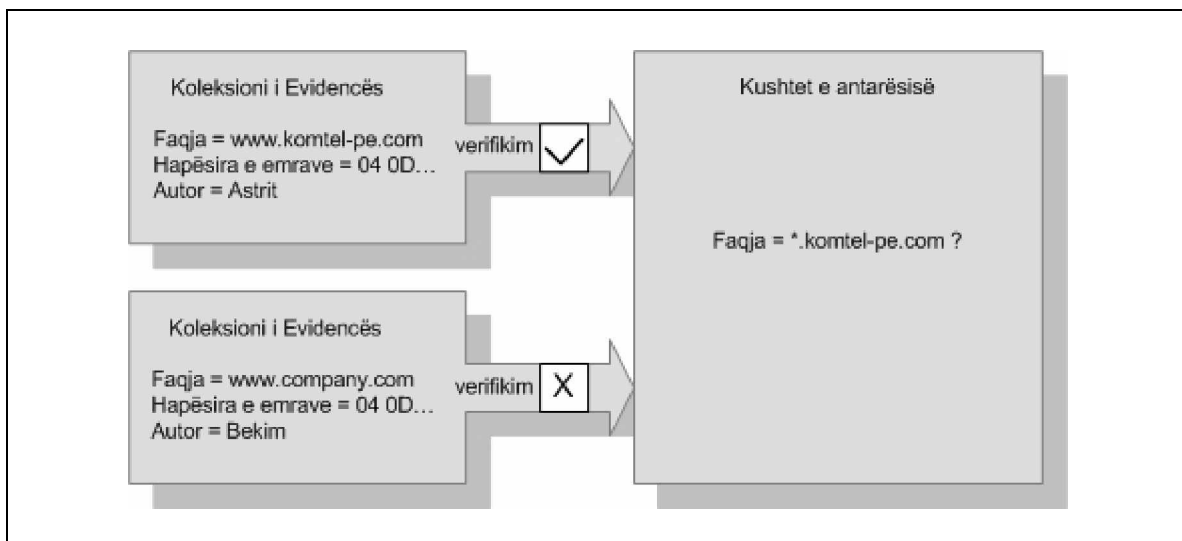 Koleksioni i Evidencës
Faqja = www.komtel-pe.com
Hapësira e emrave = 04 0D...
Autor = Astrit
verifikim
Koleksioni i Evidencës
Faqja = www.company.com
Hapësira e emrave = 04 0D...
Autor = Bekim
verifikim
X
Kushtet e antarësisë
Faqja = *.komtel-pe.com ?